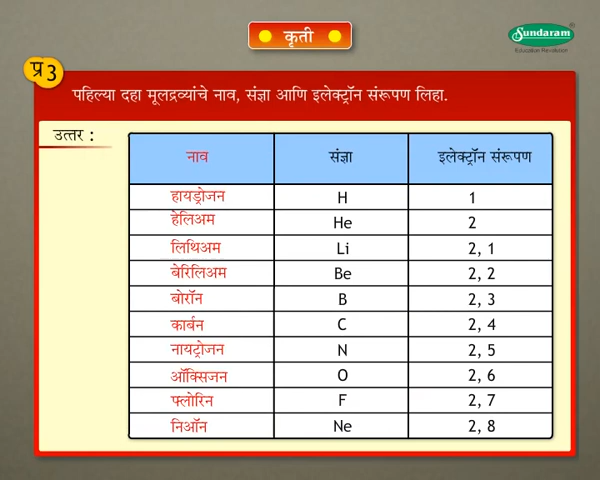 कृती
Sundaram
Education Revolution
प्र 3
पहिल्या दहा मूलद्रव्यांचे नाव, संज्ञा आणि इलेक्ट्रॉन संरूपण लिहा.
उत्तर :
नाव संज्ञा इलेक्ट्रॉन संरूपण
हायड्रोजन H 1
हेलिअम He 2
लिथिअम Li 2, 1
बेरिलिअम Be 2, 2
बोरॉन B 2, 3
कार्बन C 2, 4
नायट्रोजन N 2, 5
ऑक्सिजन O 2, 6
फ्लोरिन F 2, 7
निऑन Ne 2, 8